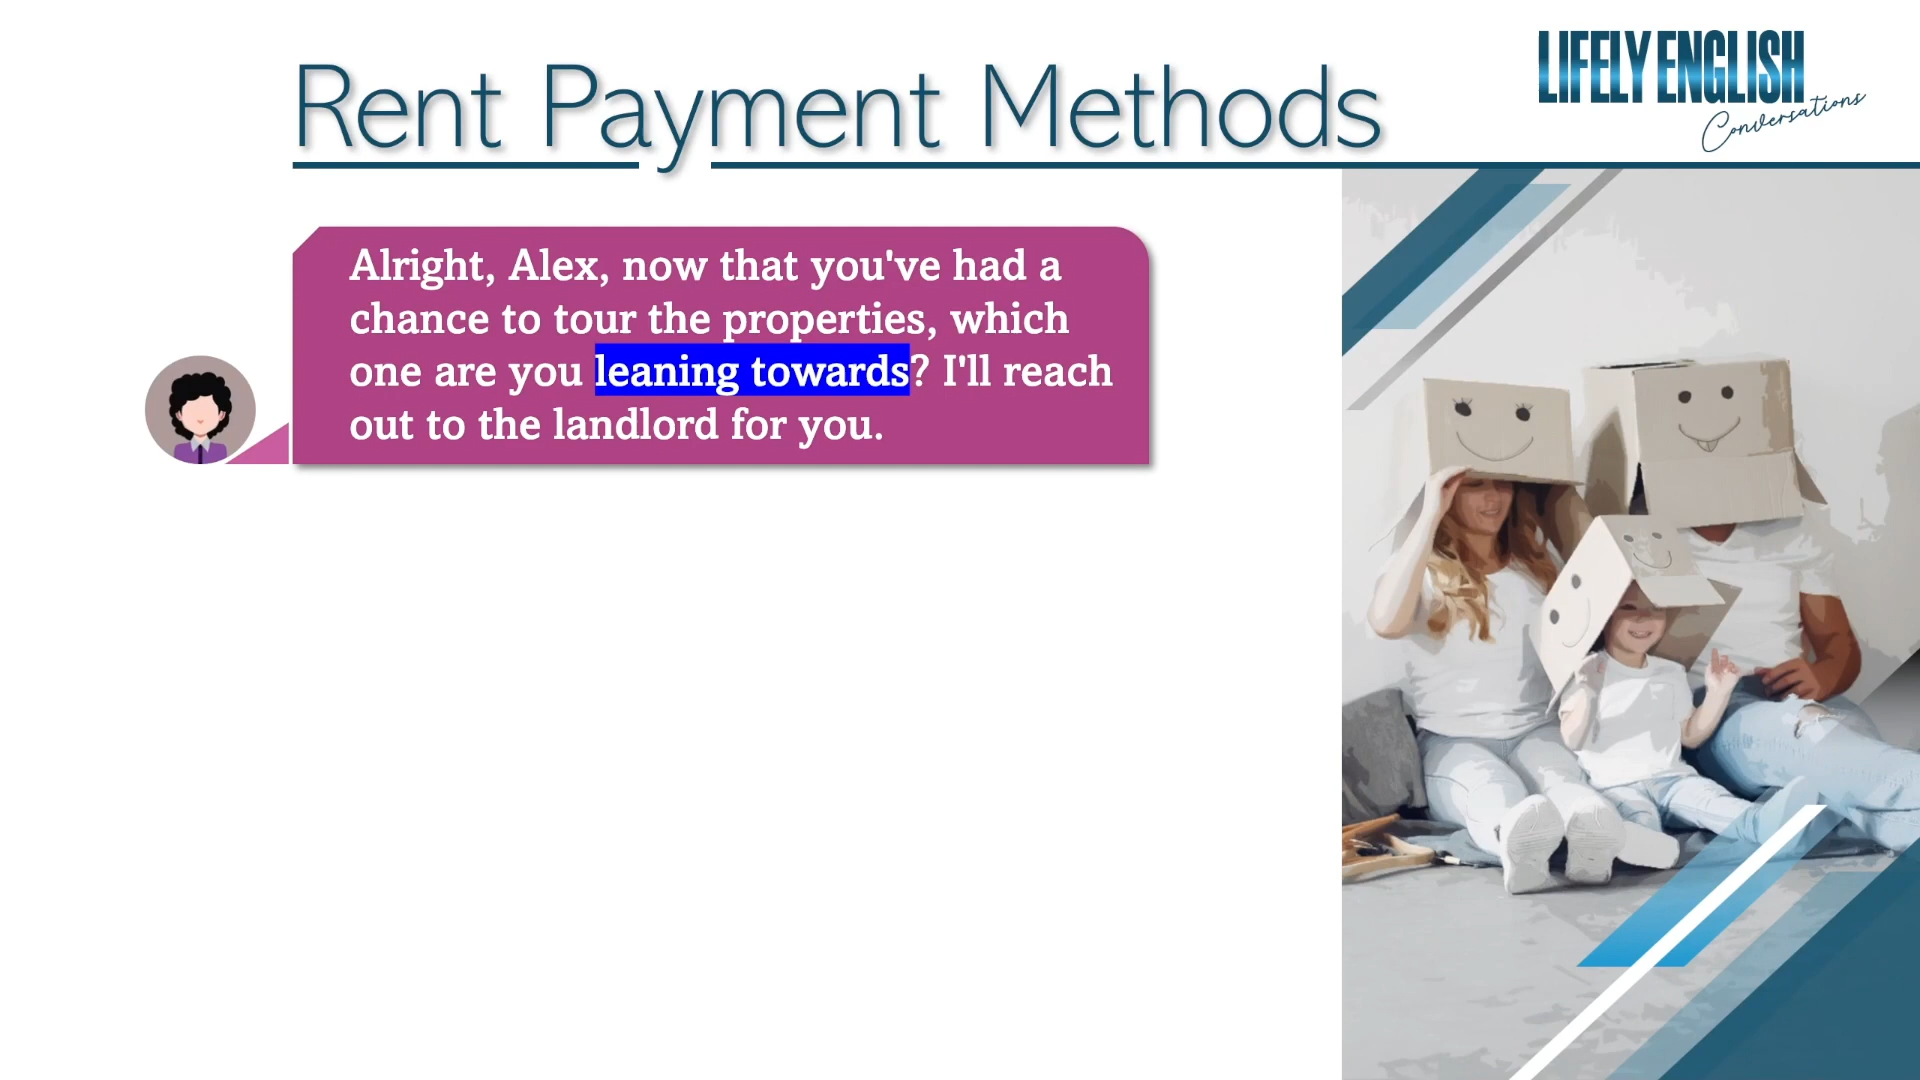 Rent Payment Methods
LIFELY ENGLISH
Conversations
Alright, Alex, now that you've had a
chance to tour the properties, which
one are you leaning towards? I'll reach
out to the landlord for you.